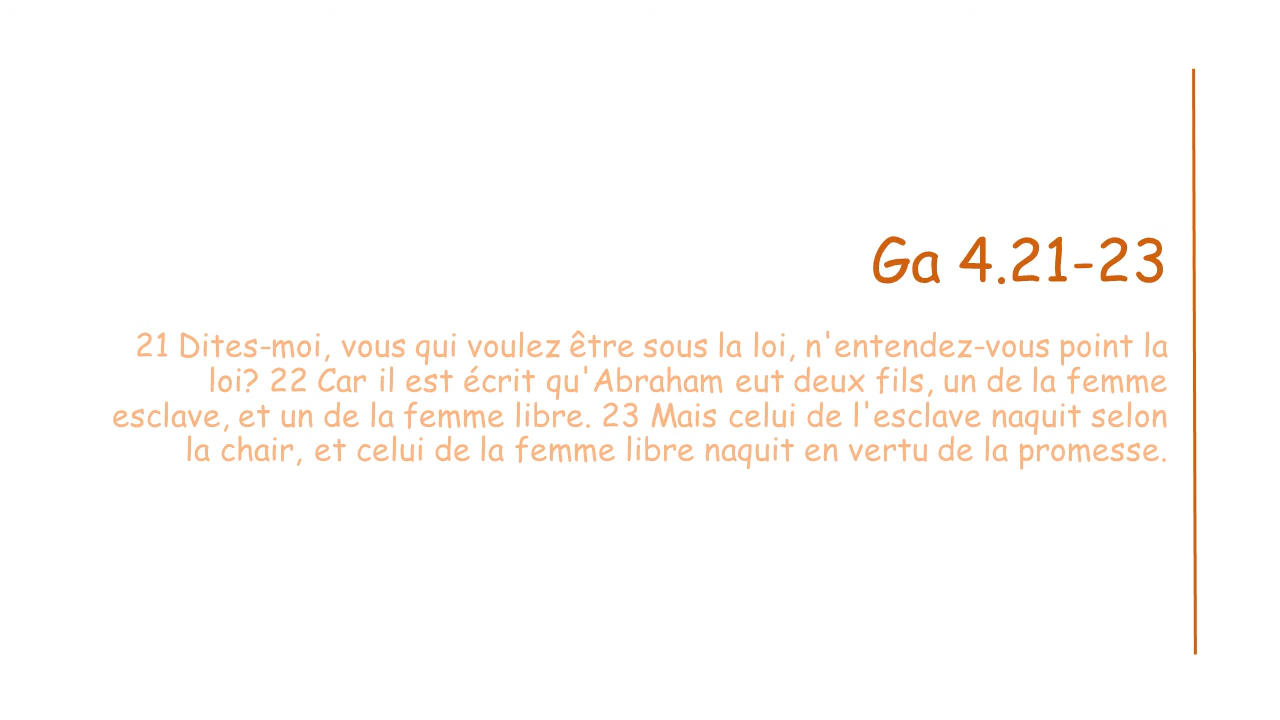 Ga 4.21-23
21 Dites-moi, vous qui voulez être sous la loi, n'entendez-vous point la
loi? 22 Car il est écrit qu'Abraham eut deux fils, un de la femme
esclave, et un de la femme libre. 23 Mais celui de l'esclave naquit selon
la chair, et celui de la femme libre naquit en vertu de la promesse.